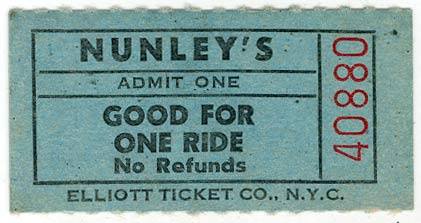 NUNLEY'S
ADMIT ONE
GOOD FOR
ONE RIDE
No Refunds
40880
ELLIOTT TICKET CO., N.Y.C.